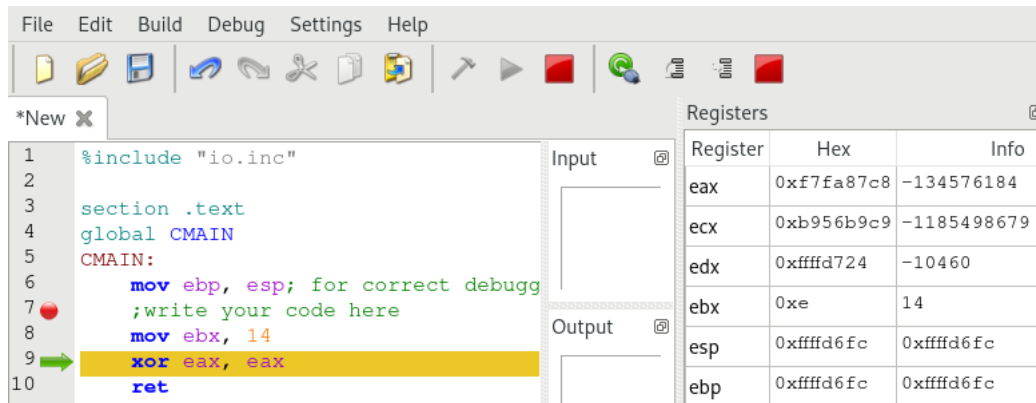 File Edit Build Debug Settings Help
*New
1 %include "io.inc"
2
3 section .text
4 global CMAIN
5 CMAIN:
6 mov ebp, esp; for correct debugg
7 ;write your code here
8 mov ebx, 14
9 xor eax, eax
10 ret
Input
Output
Registers
Register Hex Info
eax 0xf7fa87c8 -134576184
ecx 0xb956b9c9 -1185498679
edx 0xffffd724 -10460
ebx 0xe 14
esp 0xffffd6fc 0xffffd6fc
ebp 0xffffd6fc 0xffffd6fc